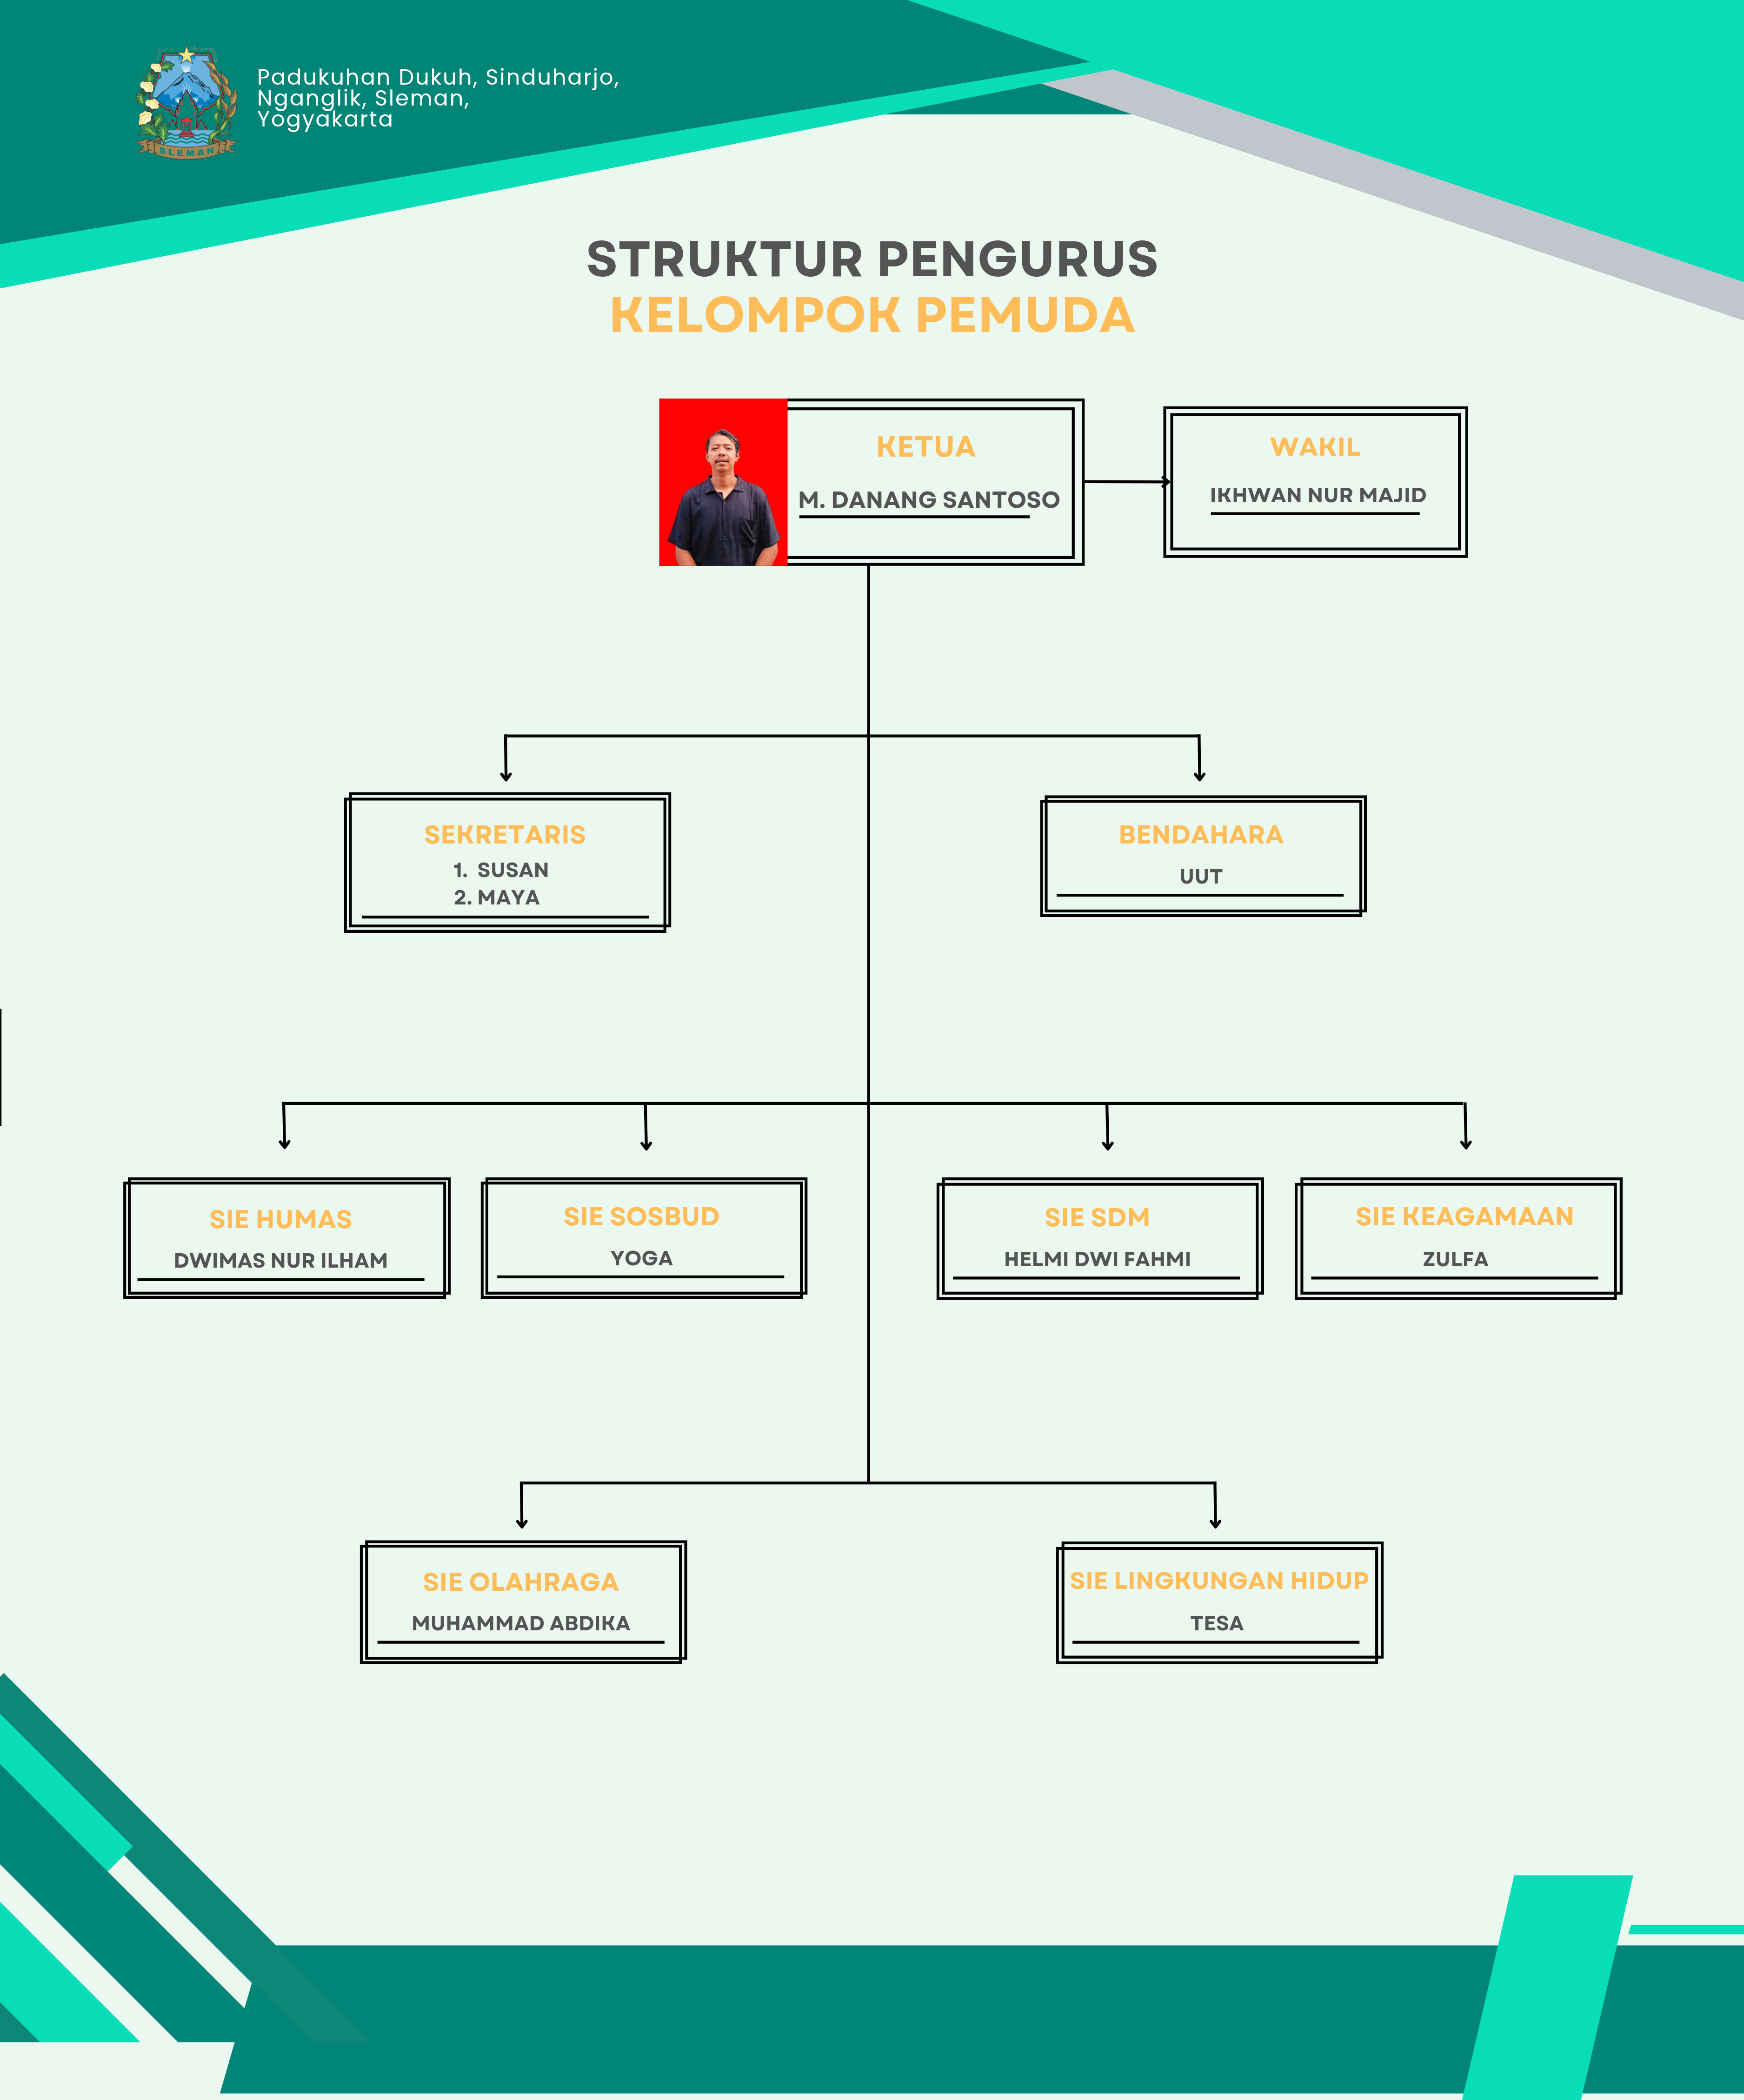 Padukuhan Dukuh, Sinduharjo,
Nganglik, Sleman,
Yogyakarta
SLEMAN
STRUKTUR PENGURUS
KELOMPOK PEMUDA
KETUA
M. DANANG SANTOSO
WAKIL
IKHWAN NUR MAJID
SEKRETARIS
1. SUSAN
2. MAYA
BENDAHARA
UUT
SIE HUMAS
DWIMAS NUR ILHAM
SIE SOSBUD
YOGA
SIE SDM
HELMI DWI FAHMI
SIE KEAGAMAAN
ZULFA
SIE OLAHRAGA
MUHAMMAD ABDIKA
SIE LINGKUNGAN HIDUP
TESA